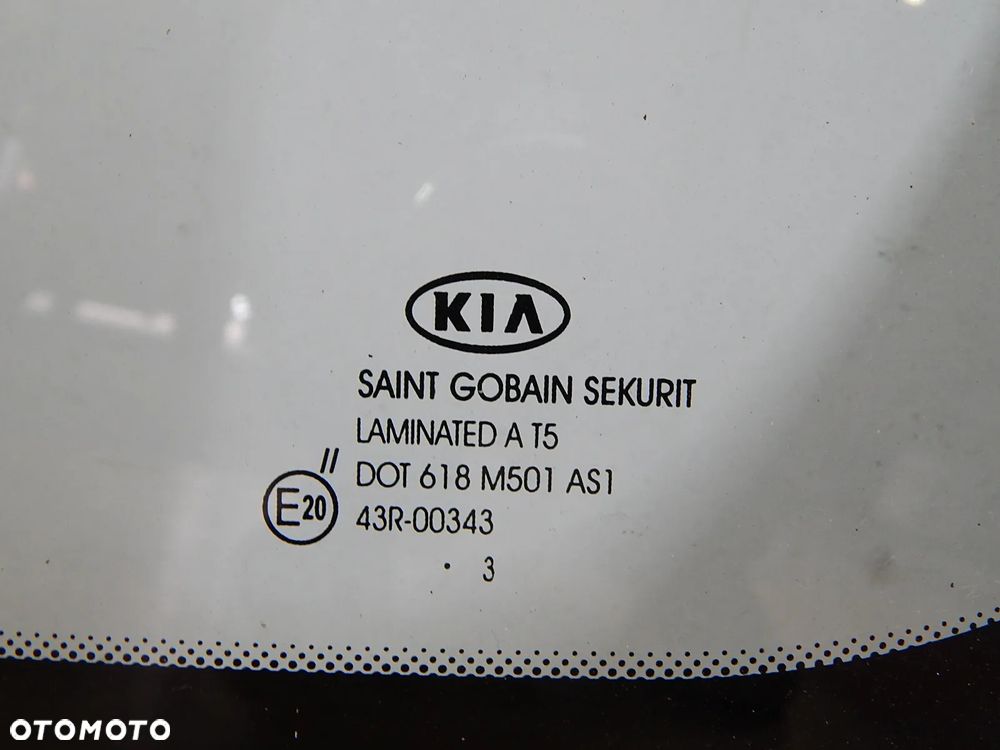 KIA
SAINT GOBAIN SEKURIT
LAMINATED A T5
//
DOT 618 M501 AS1
E20
43R-00343
· 3
OTOMOTO